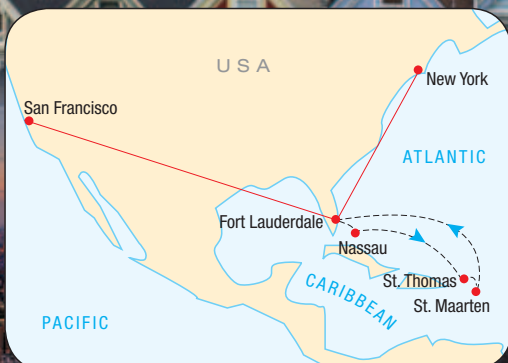 USA
San Francisco
New York
ATLANTIC
Fort Lauderdale
Nassau
St. Thomas
CARIBBEAN
St. Maarten
PACIFIC